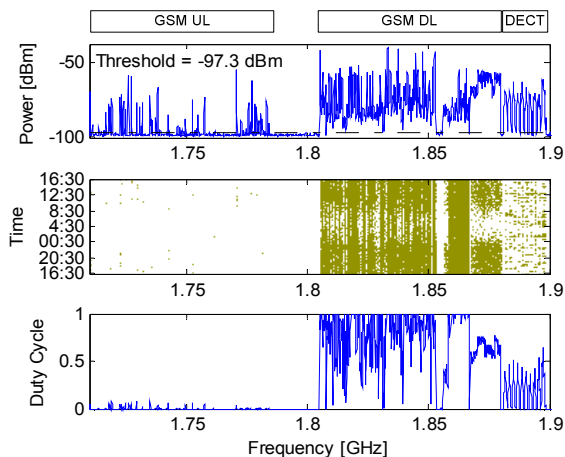 GSM UL GSM DL DECT
Threshold = -97.3 dBm
Power [dBm]
-50
-100
1.75 1.8 1.85 1.9
Time
16:30
12:30
8:30
4:30
00:30
20:30
16:30
1.75 1.8 1.85 1.9
Duty Cycle
1
0.5
0
1.75 1.8 1.85 1.9
Frequency [GHz]